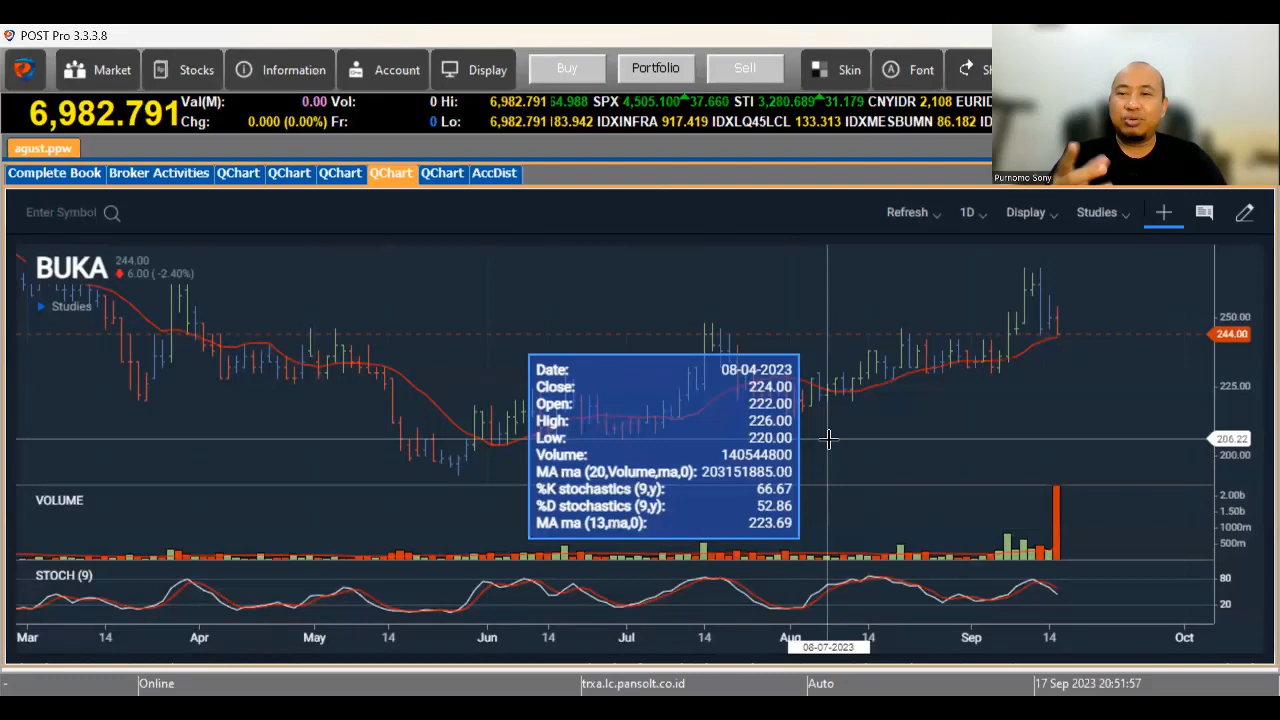 POST Pro 3.3.3.8
Market Stocks Information Account Display Buy Portfolio Sell Skin Font
6,982.791 Val(M): 0.00 Vol: 0 Hi: 6,982.791 64.988 SPX 4,505.100 37.660 STI 3,280.689 31.179 CNYIDR 2,108 EURID
Chg: 0.000 (0.00%) Fr: 0 Lo: 6,982.791 183.942 IDXINFRA 917.419 IDXLQ45LCL 133.313 IDXMESBUMN 86.182 IDX
agust.ppw
Complete Book Broker Activities QChart QChart QChart QChart QChart AccDist
Purnomo Sony
Enter Symbol Refresh 1D Display Studies
BUKA 244.00
6.00 (-2.40%)
Studies
250.00
244.00
225.00
206.22
200.00
Date: 08-04-2023
Close: 224.00
Open: 222.00
High: 226.00
Low: 220.00
Volume: 140544800
MA ma (20,Volume,ma,0): 203151885.00
%K stochastics (9,y): 66.67
%D stochastics (9,y): 52.86
MA ma (13,ma,0): 223.69
VOLUME
2.00b
1.50b
1000m
500m
STOCH (9)
80
20
Mar 14 Apr May 14 Jun 14 Jul 14 Aug 14 Sep 14 Oct
08-07-2023
- Online trxa.lc.pansolt.co.id Auto 17 Sep 2023 20:51:57